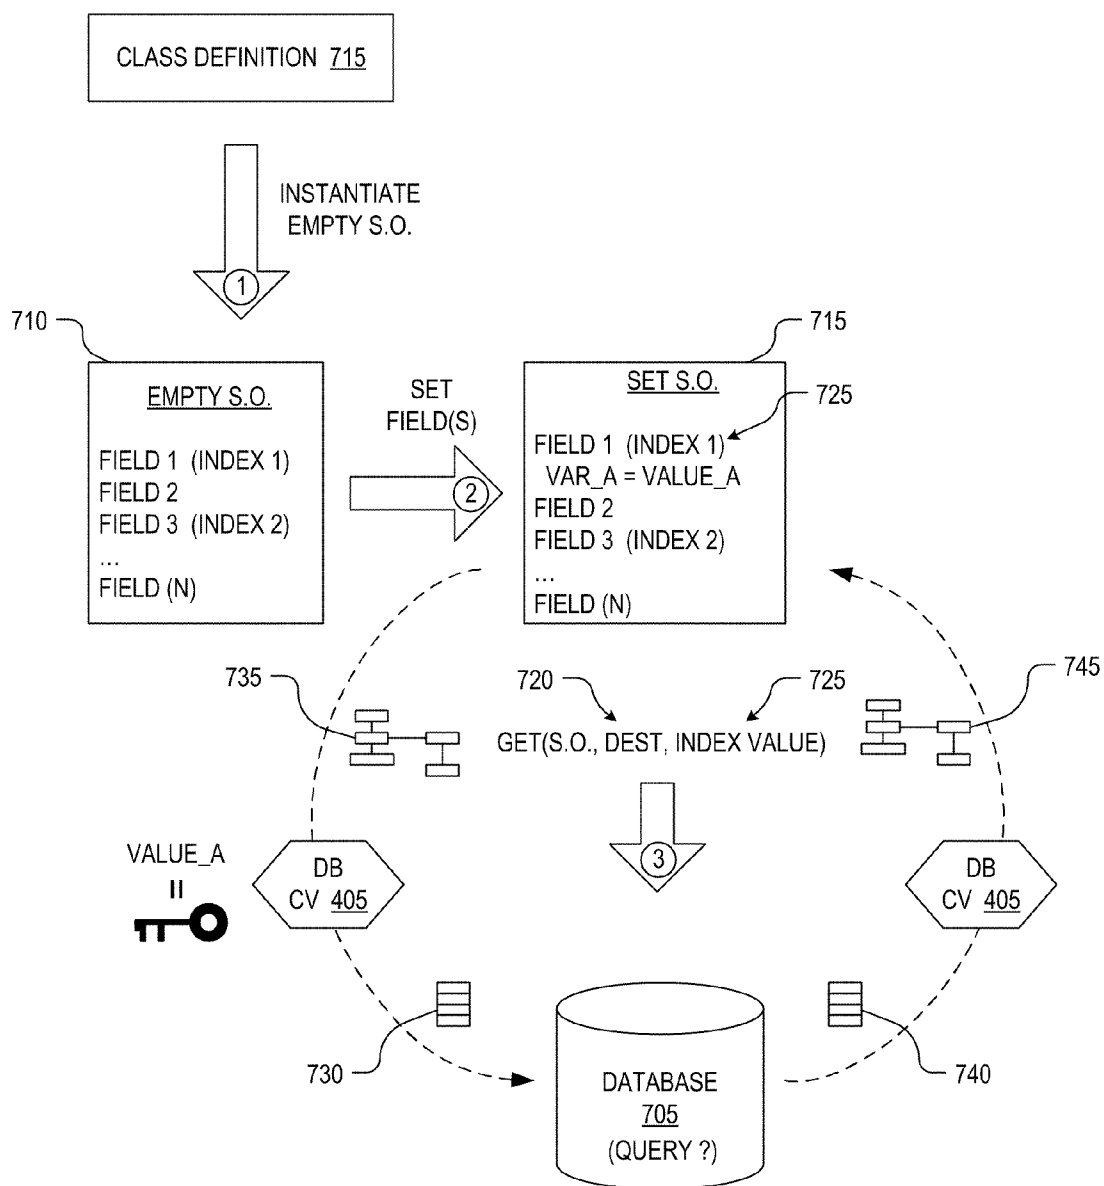 CLASS DEFINITION 715
INSTANTIATE
EMPTY S.O.
1
710
715
EMPTY S.O.
FIELD 1 (INDEX 1)
FIELD 2
FIELD 3 (INDEX 2)
...
FIELD (N)
SET
FIELD(S)
2
SET S.O.
725
FIELD 1 (INDEX 1)
VAR_A = VALUE_A
FIELD 2
FIELD 3 (INDEX 2)
...
FIELD (N)
735
720
725
745
GET(S.O., DEST, INDEX VALUE)
3
VALUE_A
=
DB
CV 405
DB
CV 405
730
740
DATABASE
705
(QUERY ?)